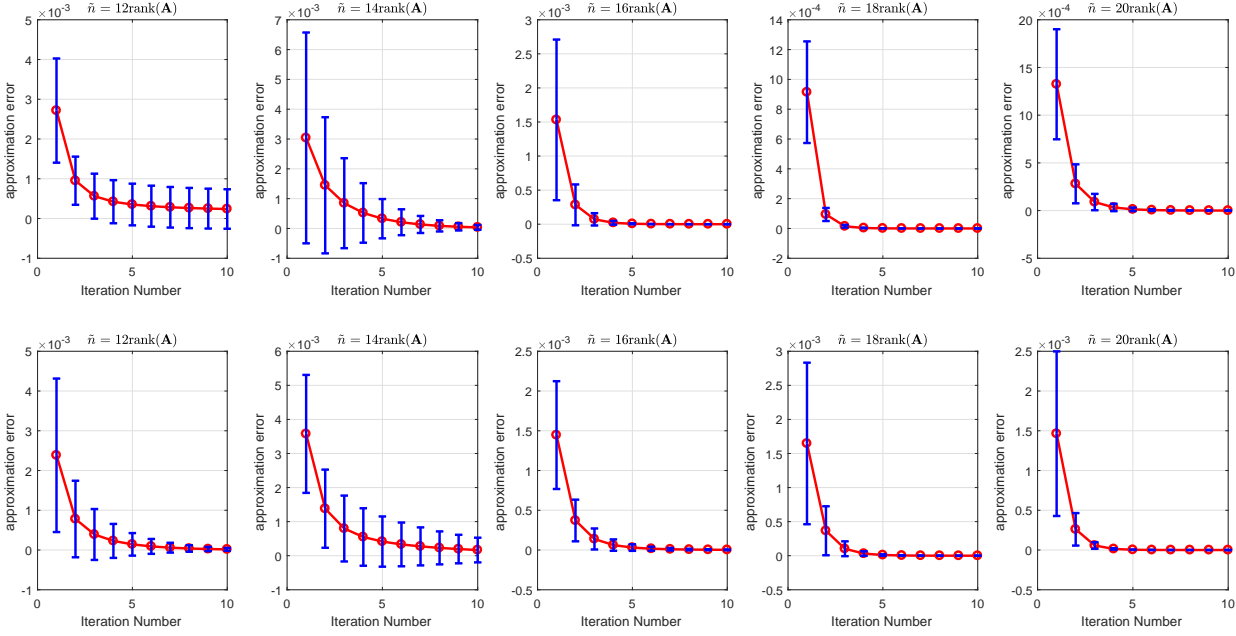 ×10⁻³ ñ = 12rank(A)
5
4
3
2
1
0
-1
0 5 10
approximation error
Iteration Number
×10⁻³ ñ = 14rank(A)
7
6
5
4
3
2
1
0
-1
0 5 10
approximation error
Iteration Number
×10⁻³ ñ = 16rank(A)
3
2.5
2
1.5
1
0.5
0
-0.5
0 5 10
approximation error
Iteration Number
×10⁻⁴ ñ = 18rank(A)
14
12
10
8
6
4
2
0
-2
0 5 10
approximation error
Iteration Number
×10⁻⁴ ñ = 20rank(A)
20
15
10
5
0
-5
0 5 10
approximation error
Iteration Number
×10⁻³ ñ = 12rank(A)
5
4
3
2
1
0
-1
0 5 10
approximation error
Iteration Number
×10⁻³ ñ = 14rank(A)
6
5
4
3
2
1
0
-1
0 5 10
approximation error
Iteration Number
×10⁻³ ñ = 16rank(A)
2.5
2
1.5
1
0.5
0
-0.5
0 5 10
approximation error
Iteration Number
×10⁻³ ñ = 18rank(A)
3
2.5
2
1.5
1
0.5
0
-0.5
0 5 10
approximation error
Iteration Number
×10⁻³ ñ = 20rank(A)
2.5
2
1.5
1
0.5
0
-0.5
0 5 10
approximation error
Iteration Number